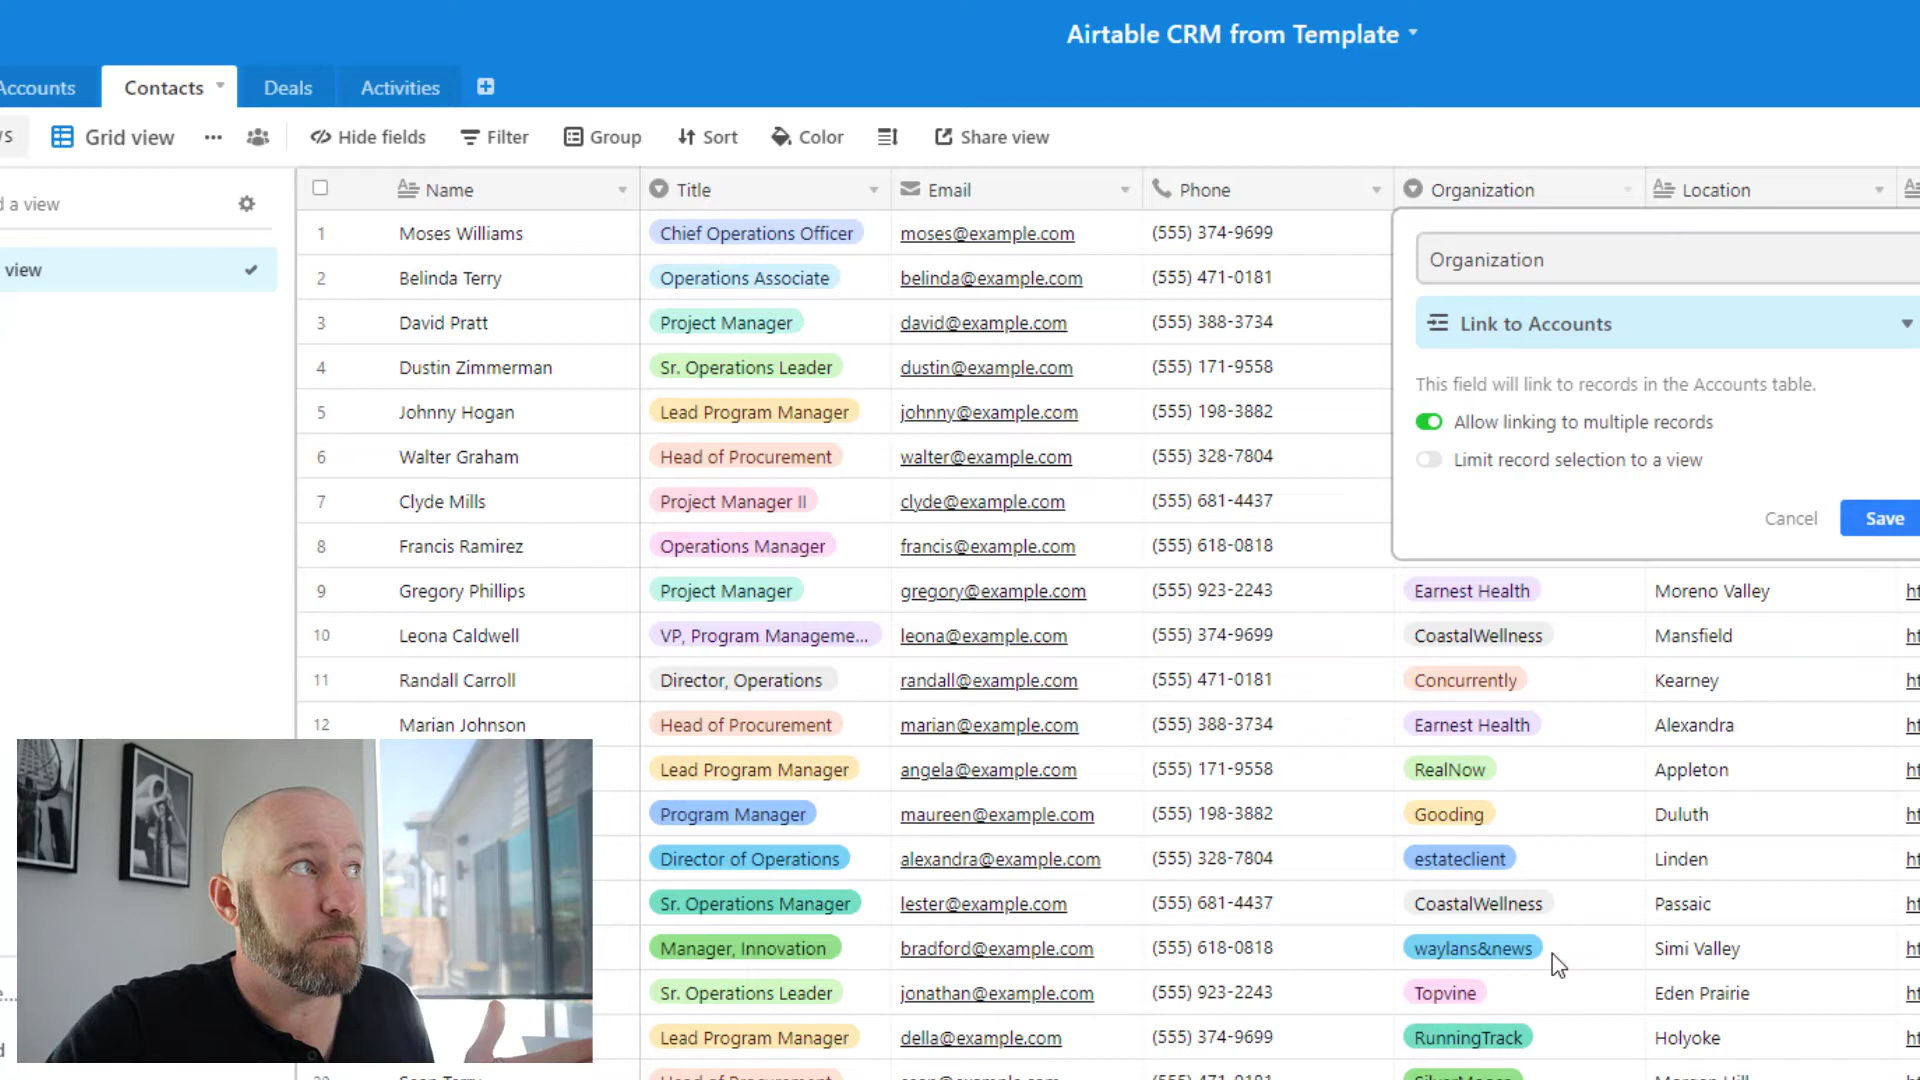 Airtable CRM from Template
Accounts Contacts Deals Activities
Grid view ... Hide fields Filter Group Sort Color Share view
d a view
view
Name Title Email Phone Organization Location
1 Moses Williams Chief Operations Officer moses@example.com (555) 374-9699
2 Belinda Terry Operations Associate belinda@example.com (555) 471-0181
3 David Pratt Project Manager david@example.com (555) 388-3734
4 Dustin Zimmerman Sr. Operations Leader dustin@example.com (555) 171-9558
5 Johnny Hogan Lead Program Manager johnny@example.com (555) 198-3882
6 Walter Graham Head of Procurement walter@example.com (555) 328-7804
7 Clyde Mills Project Manager II clyde@example.com (555) 681-4437
8 Francis Ramirez Operations Manager francis@example.com (555) 618-0818
Organization
Link to Accounts
This field will link to records in the Accounts table.
Allow linking to multiple records
Limit record selection to a view
Cancel Save
9 Gregory Phillips Project Manager gregory@example.com (555) 923-2243 Earnest Health Moreno Valley ht
10 Leona Caldwell VP, Program Manageme... leona@example.com (555) 374-9699 CoastalWellness Mansfield ht
11 Randall Carroll Director, Operations randall@example.com (555) 471-0181 Concurrently Kearney ht
12 Marian Johnson Head of Procurement marian@example.com (555) 388-3734 Earnest Health Alexandra ht
Lead Program Manager angela@example.com (555) 171-9558 RealNow Appleton ht
Program Manager maureen@example.com (555) 198-3882 Gooding Duluth ht
Director of Operations alexandra@example.com (555) 328-7804 estateclient Linden ht
Sr. Operations Manager lester@example.com (555) 681-4437 CoastalWellness Passaic ht
Manager, Innovation bradford@example.com (555) 618-0818 waylans&news Simi Valley ht
Sr. Operations Leader jonathan@example.com (555) 923-2243 Topvine Eden Prairie ht
Lead Program Manager della@example.com (555) 374-9699 RunningTrack Holyoke ht